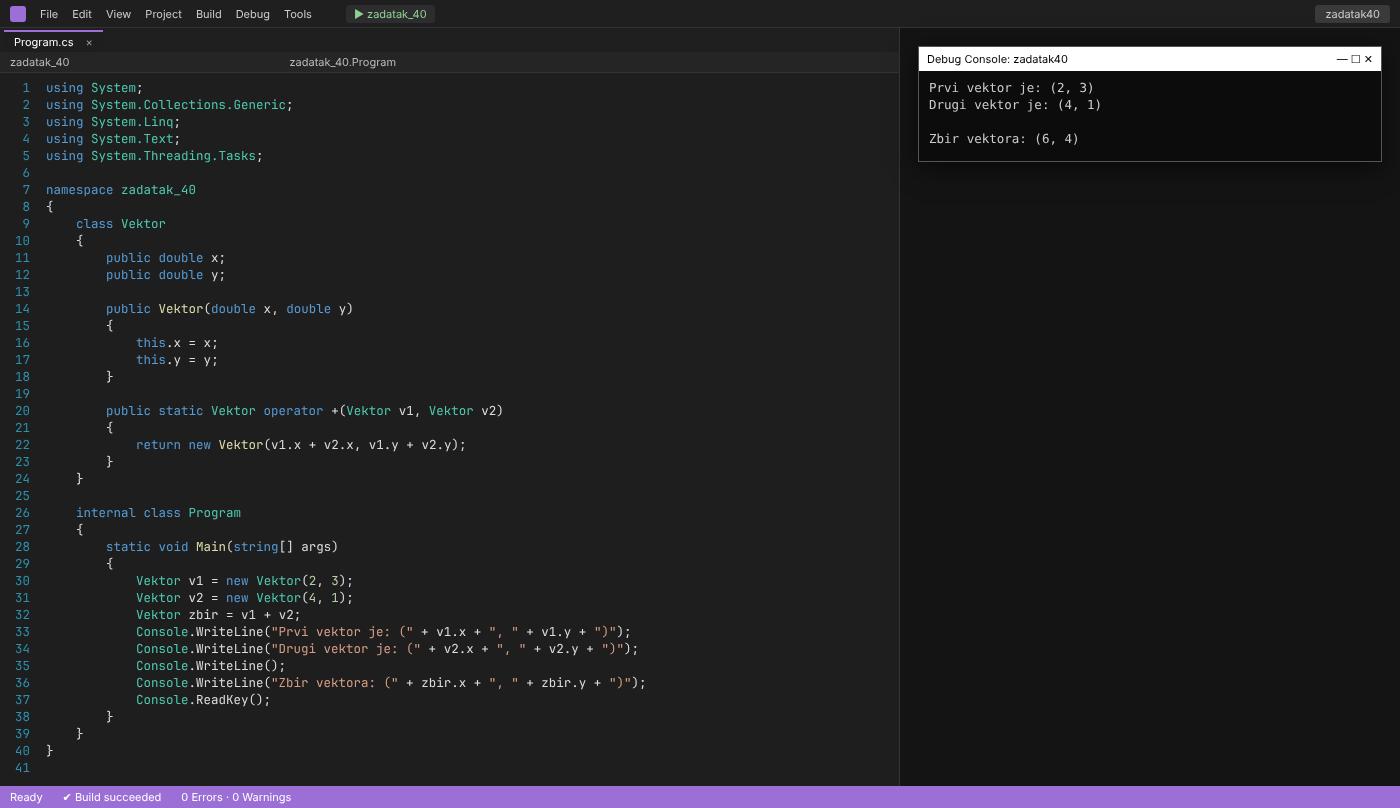 File Edit View Project Build Debug Tools ▶ zadatak_40 zadatak40
Program.cs ×
zadatak_40 zadatak_40.Program
1 using System;
2 using System.Collections.Generic;
3 using System.Linq;
4 using System.Text;
5 using System.Threading.Tasks;
6
7 namespace zadatak_40
8 {
9     class Vektor
10     {
11         public double x;
12         public double y;
13
14         public Vektor(double x, double y)
15         {
16             this.x = x;
17             this.y = y;
18         }
19
20         public static Vektor operator +(Vektor v1, Vektor v2)
21         {
22             return new Vektor(v1.x + v2.x, v1.y + v2.y);
23         }
24     }
25
26     internal class Program
27     {
28         static void Main(string[] args)
29         {
30             Vektor v1 = new Vektor(2, 3);
31             Vektor v2 = new Vektor(4, 1);
32             Vektor zbir = v1 + v2;
33             Console.WriteLine("Prvi vektor je: (" + v1.x + ", " + v1.y + ")");
34             Console.WriteLine("Drugi vektor je: (" + v2.x + ", " + v2.y + ")");
35             Console.WriteLine();
36             Console.WriteLine("Zbir vektora: (" + zbir.x + ", " + zbir.y + ")");
37             Console.ReadKey();
38         }
39     }
40 }
41
Debug Console: zadatak40 — ☐ ✕
Prvi vektor je: (2, 3)
Drugi vektor je: (4, 1)
Zbir vektora: (6, 4)
Ready ✔ Build succeeded 0 Errors · 0 Warnings